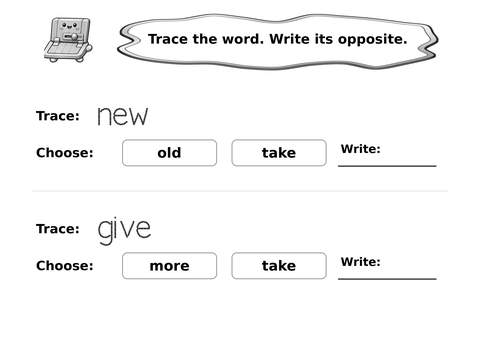 Trace the word. Write its opposite.
Trace: new
Choose: old take Write:
Trace: give
Choose: more take Write: